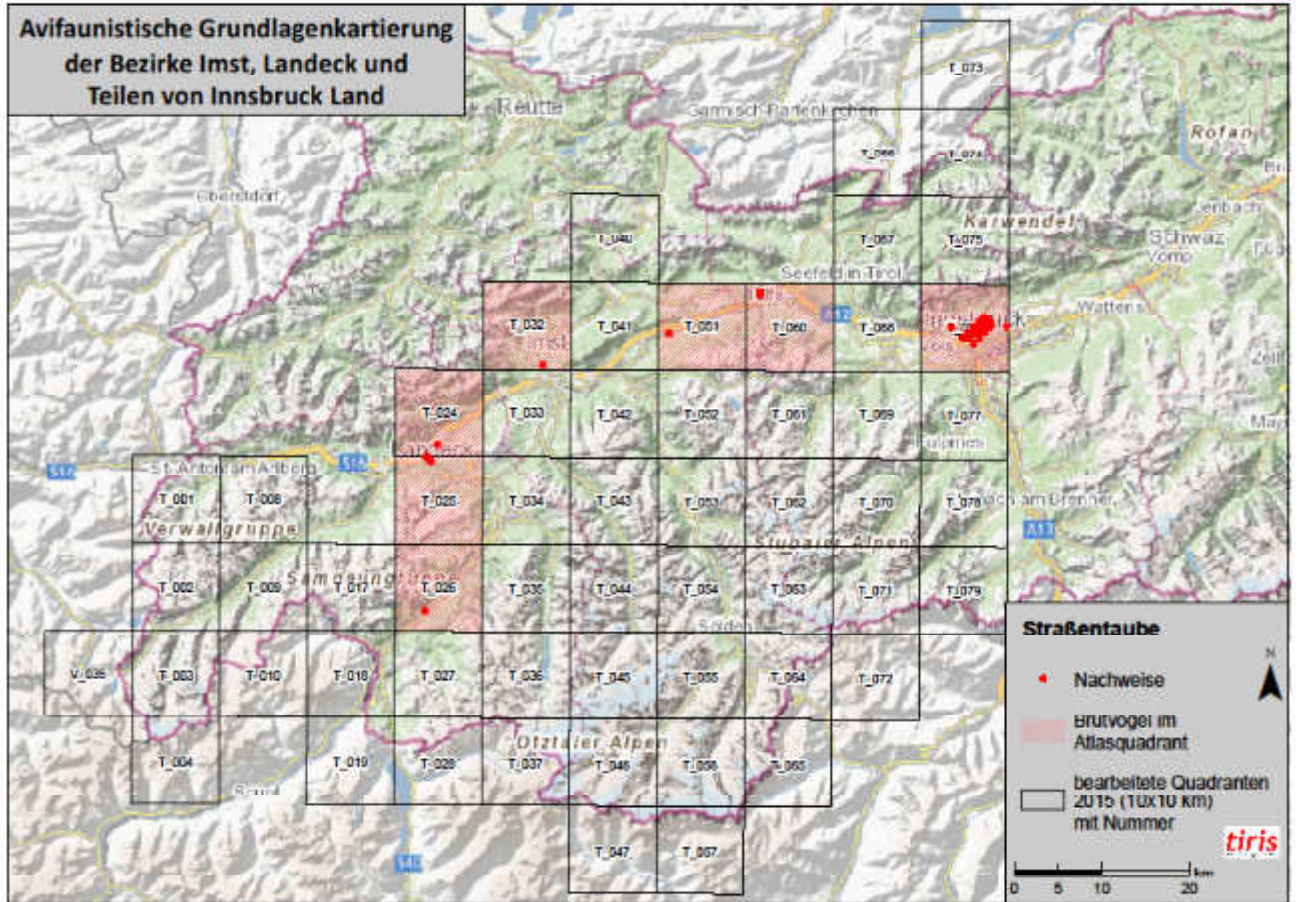 Avifaunistische Grundlagenkartierung
der Bezirke Imst, Landeck und
Teilen von Innsbruck Land
T_073
Reutte
Garmisch-Partenkirchen
Rofan
T_074
Oberstdorf
Jenbach
T_040
T_067
T_075
Karwendel
Schwaz
Vomp
Seefeld in Tirol
T_032
T_041
T_051
T_060
A12
T_068
Wattens
T_024
T_033
T_042
T_052
T_061
T_069
T_077
Fulpmes
S16
St. Anton am Arlberg
S16
T_001
T_008
T_025
T_034
T_043
T_053
T_062
T_070
T_078
Verwallgruppe
A13
Stubaier Alpen
Samnaungruppe
T_002
T_009
T_017
T_026
T_035
T_044
T_054
T_063
T_071
T_079
Sölden
V_035
T_003
T_010
T_018
T_027
T_036
T_045
T_055
T_064
T_072
Ötztaler Alpen
T_004
T_019
T_028
T_037
T_046
T_056
T_065
S40
T_047
T_057
Straßentaube
N
Nachweise
Brutvogel im
Atlasquadrant
bearbeitete Quadranten
2015 (10x10 km)
mit Nummer
tiris
0 5 10 20 km